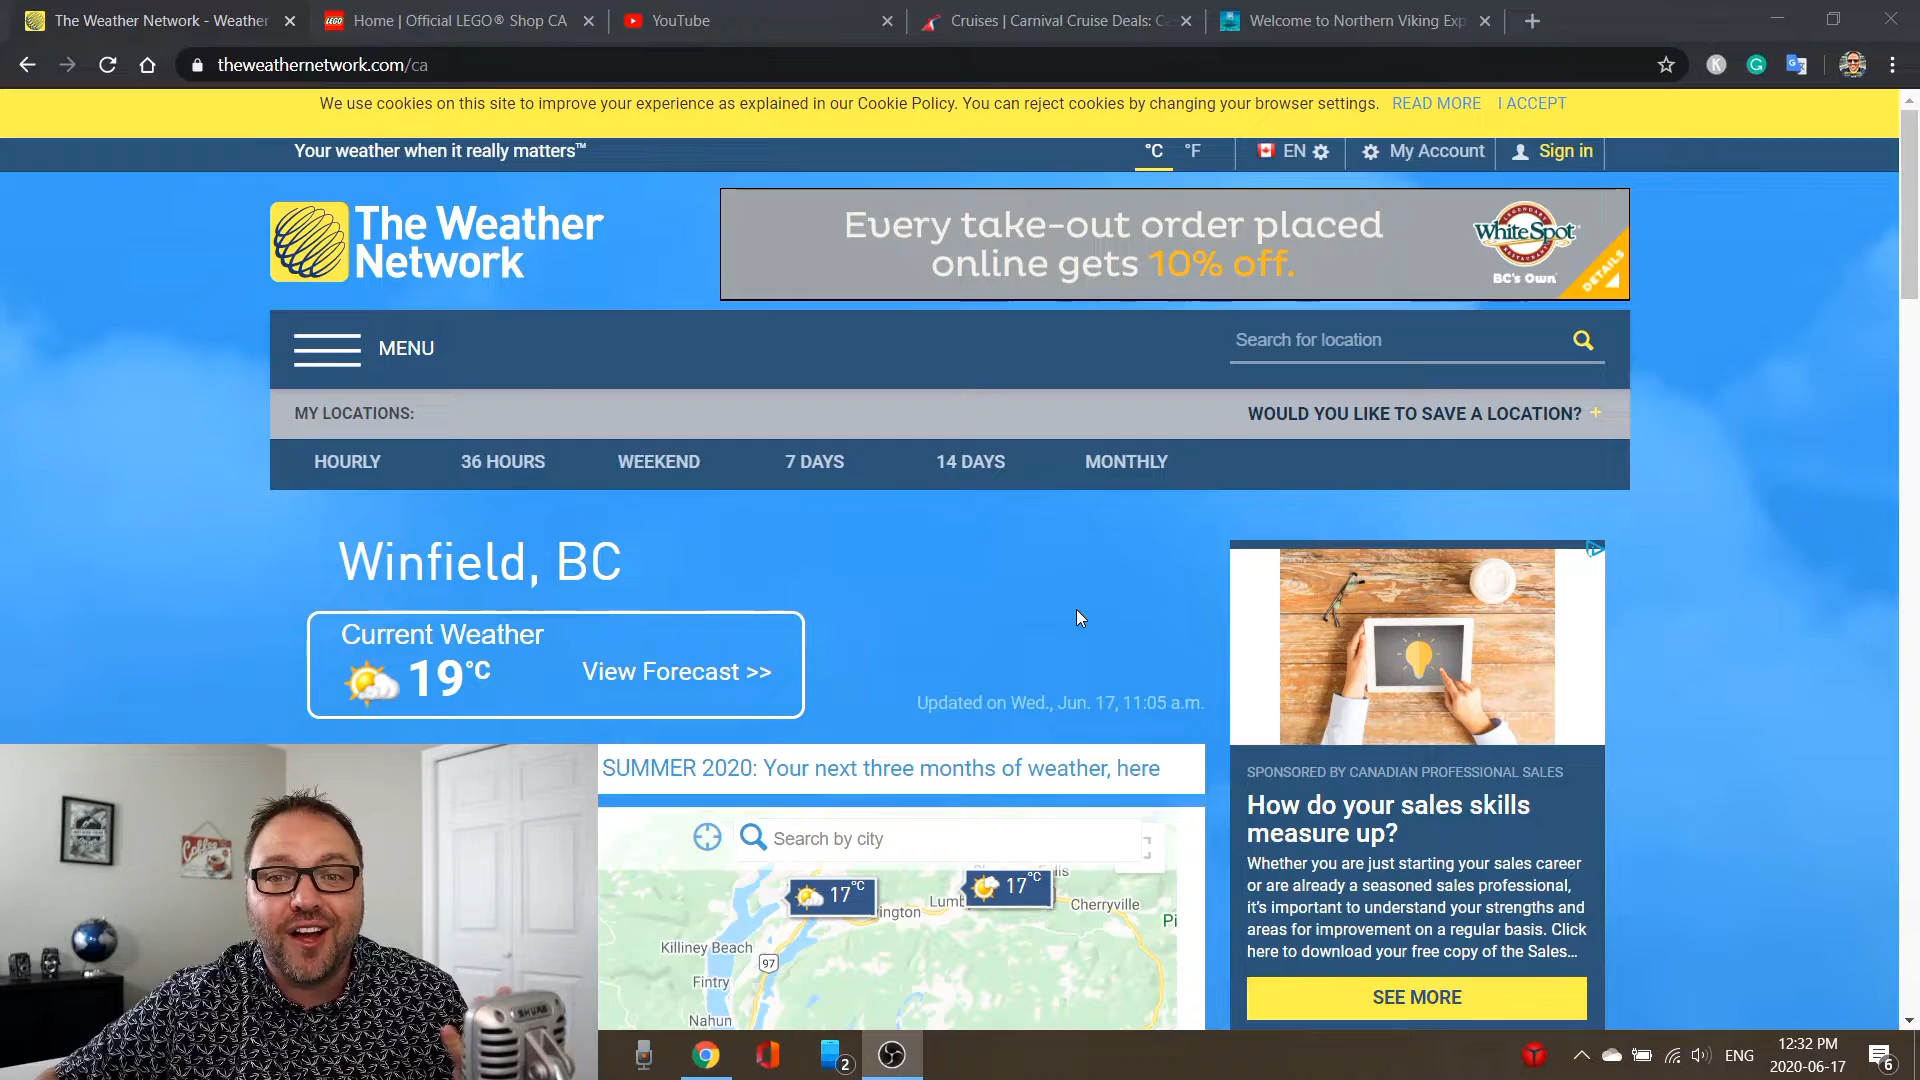 The Weather Network - Weather
Home | Official LEGO® Shop CA
YouTube
Cruises | Carnival Cruise Deals: C
Welcome to Northern Viking Exp
theweathernetwork.com/ca
We use cookies on this site to improve your experience as explained in our Cookie Policy. You can reject cookies by changing your browser settings. READ MORE I ACCEPT
Your weather when it really matters™
°C °F EN My Account Sign in
The Weather
Network
Every take-out order placed
online gets 10% off.
LEGENDARY
White Spot
RESTAURANTS
BC's Own
DETAILS
MENU
Search for location
MY LOCATIONS:
WOULD YOU LIKE TO SAVE A LOCATION? +
HOURLY 36 HOURS WEEKEND 7 DAYS 14 DAYS MONTHLY
Winfield, BC
Current Weather
19°C View Forecast >>
Updated on Wed., Jun. 17, 11:05 a.m.
SUMMER 2020: Your next three months of weather, here
Search by city
17°C
17°C
Cherryville
Killiney Beach
97
Fintry
Nahun
SPONSORED BY CANADIAN PROFESSIONAL SALES
How do your sales skills
measure up?
Whether you are just starting your sales career
or are already a seasoned sales professional,
it's important to understand your strengths and
areas for improvement on a regular basis. Click
here to download your free copy of the Sales...
SEE MORE
Coffee
SHURE
2
ENG
12:32 PM
2020-06-17
6